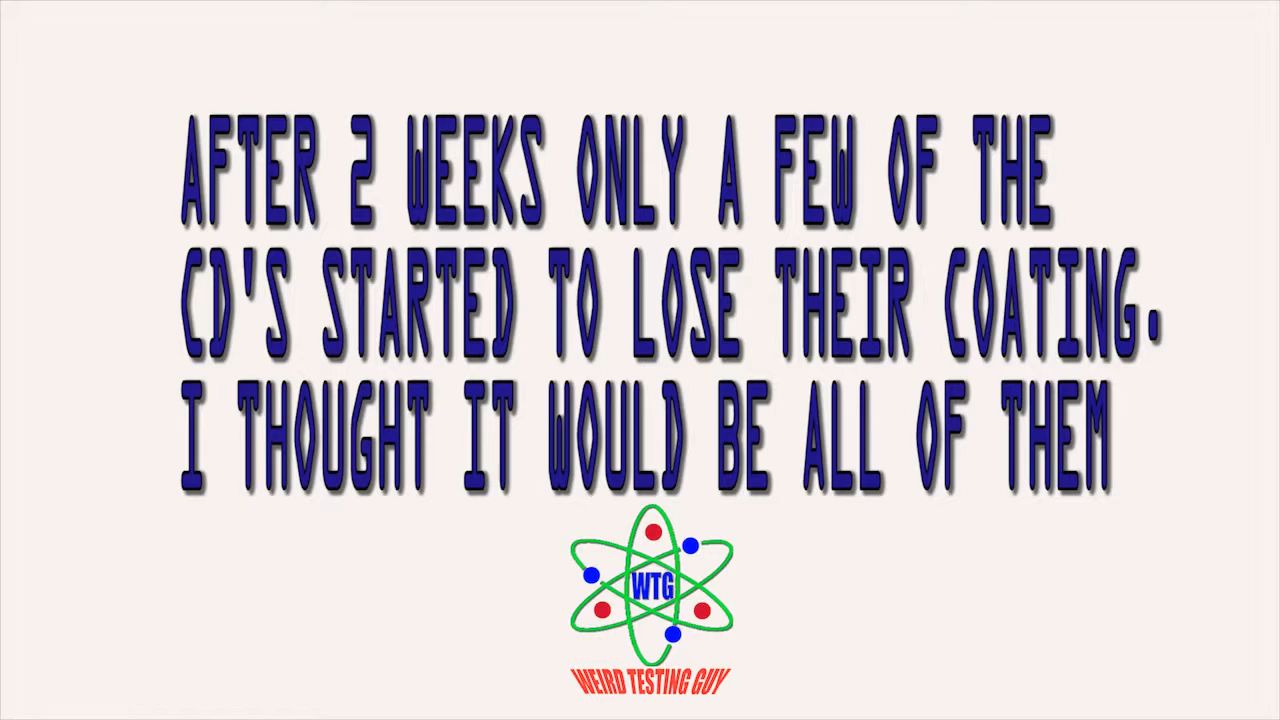 AFTER 2 WEEKS ONLY A FEW OF THE
CD'S STARTED TO LOSE THEIR COATING.
I THOUGHT IT WOULD BE ALL OF THEM
WTG
WEIRD TESTING GUY